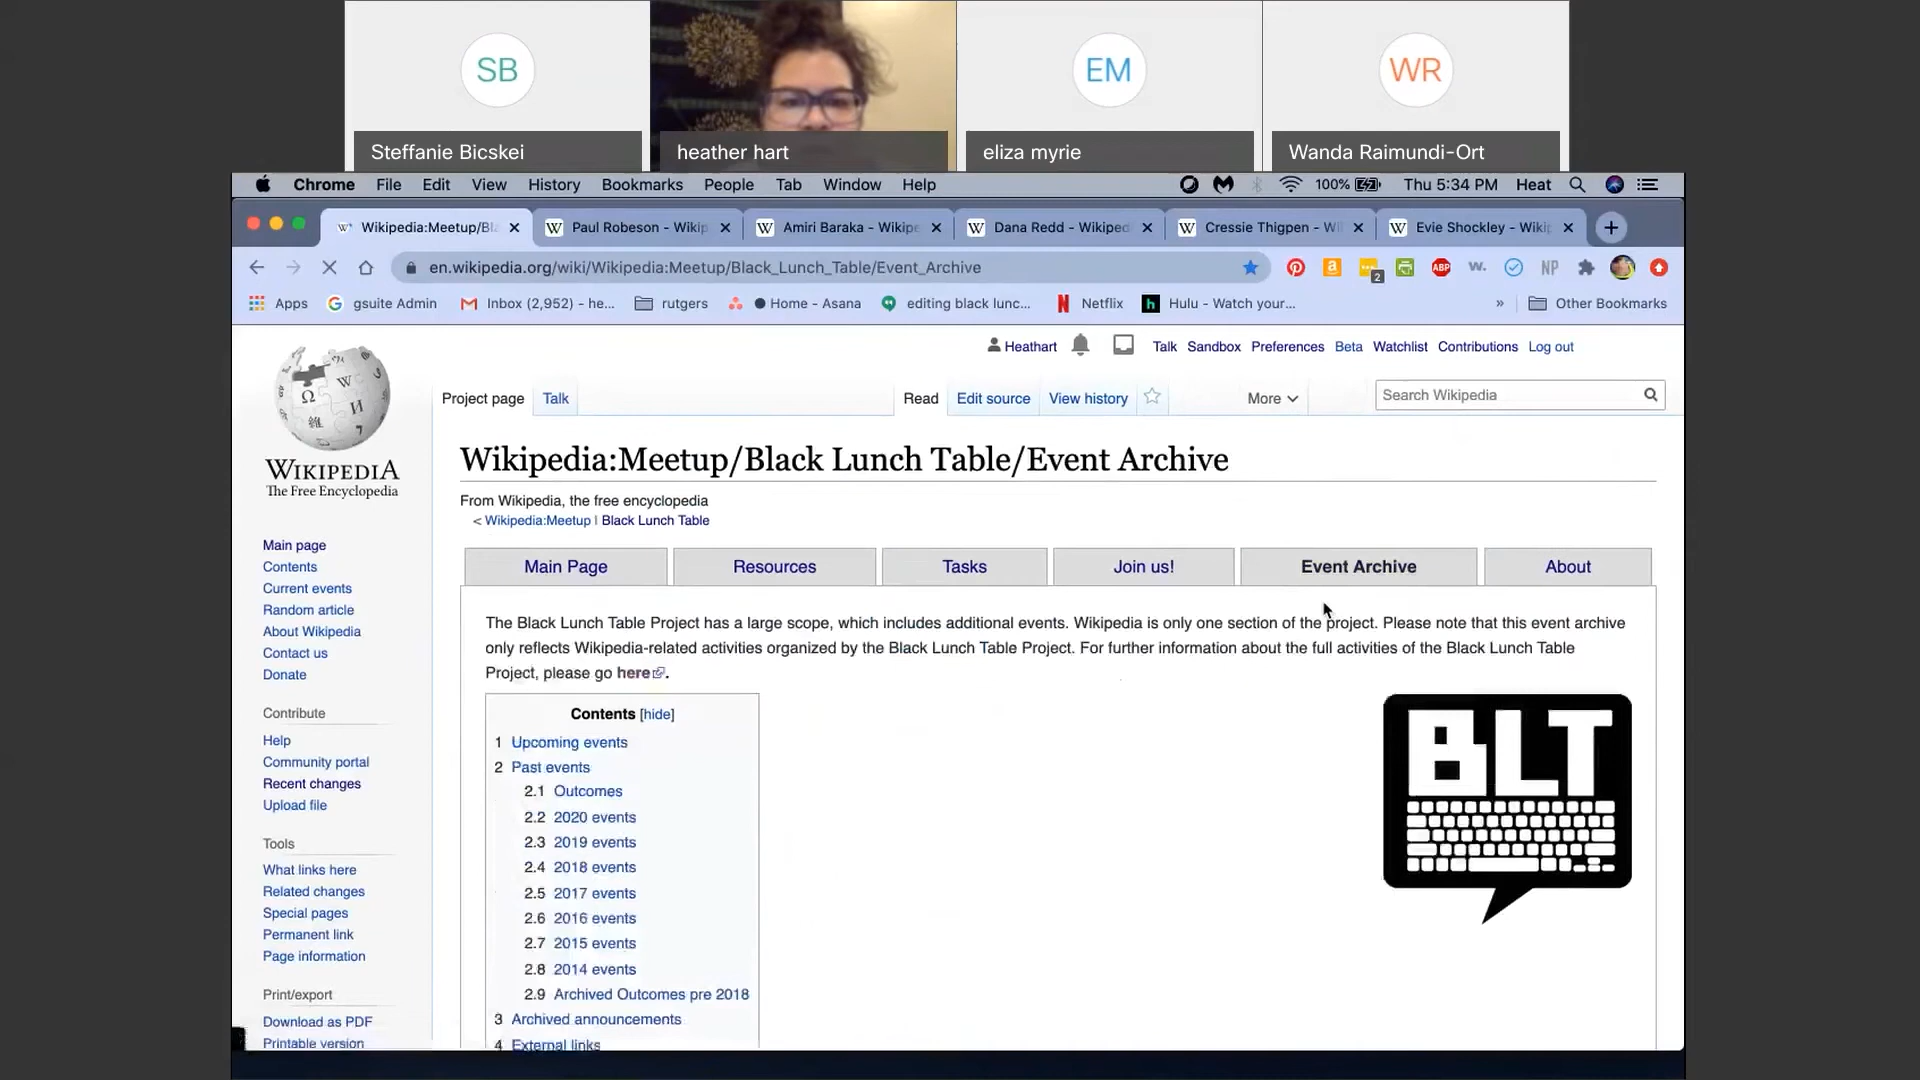 SB
EM
WR
Steffanie Bicskei
heather hart
eliza myrie
Wanda Raimundi-Ort
Chrome File Edit View History Bookmarks People Tab Window Help 100% Thu 5:34 PM Heat
Wikipedia:Meetup/Bla
Paul Robeson - Wikip
Amiri Baraka - Wikipe
Dana Redd - Wikiped
Cressie Thigpen - Wi
Evie Shockley - Wikip
en.wikipedia.org/wiki/Wikipedia:Meetup/Black_Lunch_Table/Event_Archive
2 ABP w. NP
Apps gsuite Admin Inbox (2,952) - he... rutgers Home - Asana editing black lunc... Netflix Hulu - Watch your... » Other Bookmarks
Heathart Talk Sandbox Preferences Beta Watchlist Contributions Log out
WIKIPEDIA
The Free Encyclopedia
Project page Talk Read Edit source View history More Search Wikipedia
Wikipedia:Meetup/Black Lunch Table/Event Archive
From Wikipedia, the free encyclopedia
< Wikipedia:Meetup | Black Lunch Table
Main Page Resources Tasks Join us! Event Archive About
The Black Lunch Table Project has a large scope, which includes additional events. Wikipedia is only one section of the project. Please note that this event archive
only reflects Wikipedia-related activities organized by the Black Lunch Table Project. For further information about the full activities of the Black Lunch Table
Project, please go here.
Contents [hide]
1 Upcoming events
2 Past events
2.1 Outcomes
2.2 2020 events
2.3 2019 events
2.4 2018 events
2.5 2017 events
2.6 2016 events
2.7 2015 events
2.8 2014 events
2.9 Archived Outcomes pre 2018
3 Archived announcements
4 External links
BLT
Main page
Contents
Current events
Random article
About Wikipedia
Contact us
Donate
Contribute
Help
Community portal
Recent changes
Upload file
Tools
What links here
Related changes
Special pages
Permanent link
Page information
Print/export
Download as PDF
Printable version